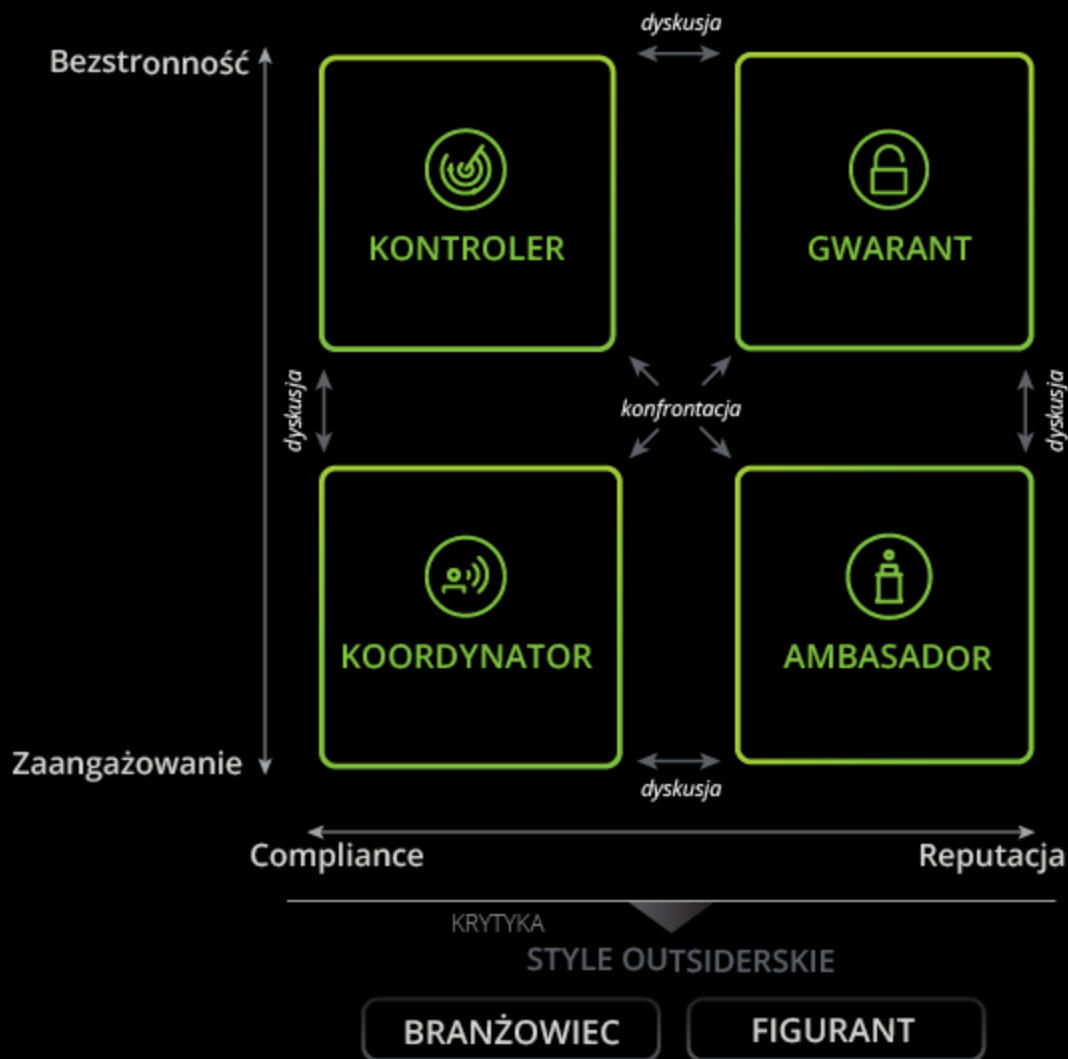 dyskusja
Bezstronność
KONTROLER
GWARANT
dyskusja
konfrontacja
dyskusja
KOORDYNATOR
AMBASADOR
Zaangażowanie
dyskusja
Compliance
Reputacja
KRYTYKA
STYLE OUTSIDERSKIE
BRANŻOWIEC
FIGURANT